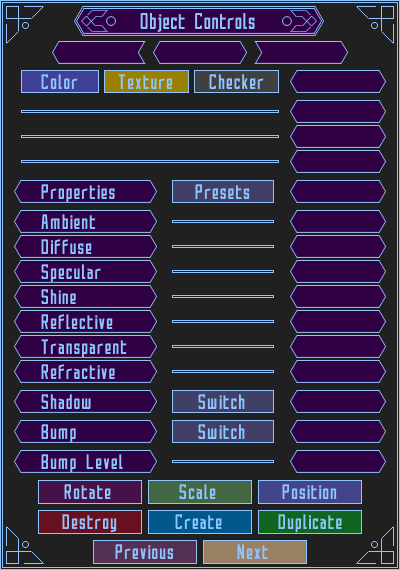 Object Controls
Color Texture Checker
Properties Presets
Ambient
Diffuse
Specular
Shine
Reflective
Transparent
Refractive
Shadow Switch
Bump Switch
Bump Level
Rotate Scale Position
Destroy Create Duplicate
Previous Next